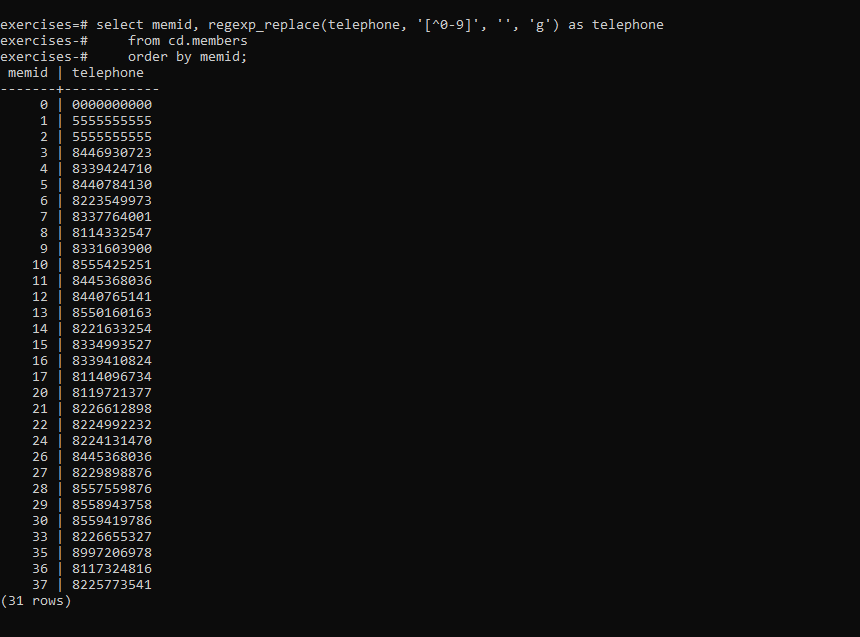 exercises=# select memid, regexp_replace(telephone, '[^0-9]', '', 'g') as telephone
exercises-#     from cd.members
exercises-#     order by memid;
 memid | telephone
-------+------------
     0 | 0000000000
     1 | 5555555555
     2 | 5555555555
     3 | 8446930723
     4 | 8339424710
     5 | 8440784130
     6 | 8223549973
     7 | 8337764001
     8 | 8114332547
     9 | 8331603900
    10 | 8555425251
    11 | 8445368036
    12 | 8440765141
    13 | 8550160163
    14 | 8221633254
    15 | 8334993527
    16 | 8339410824
    17 | 8114096734
    20 | 8119721377
    21 | 8226612898
    22 | 8224992232
    24 | 8224131470
    26 | 8445368036
    27 | 8229898876
    28 | 8557559876
    29 | 8558943758
    30 | 8559419786
    33 | 8226655327
    35 | 8997206978
    36 | 8117324816
    37 | 8225773541
(31 rows)